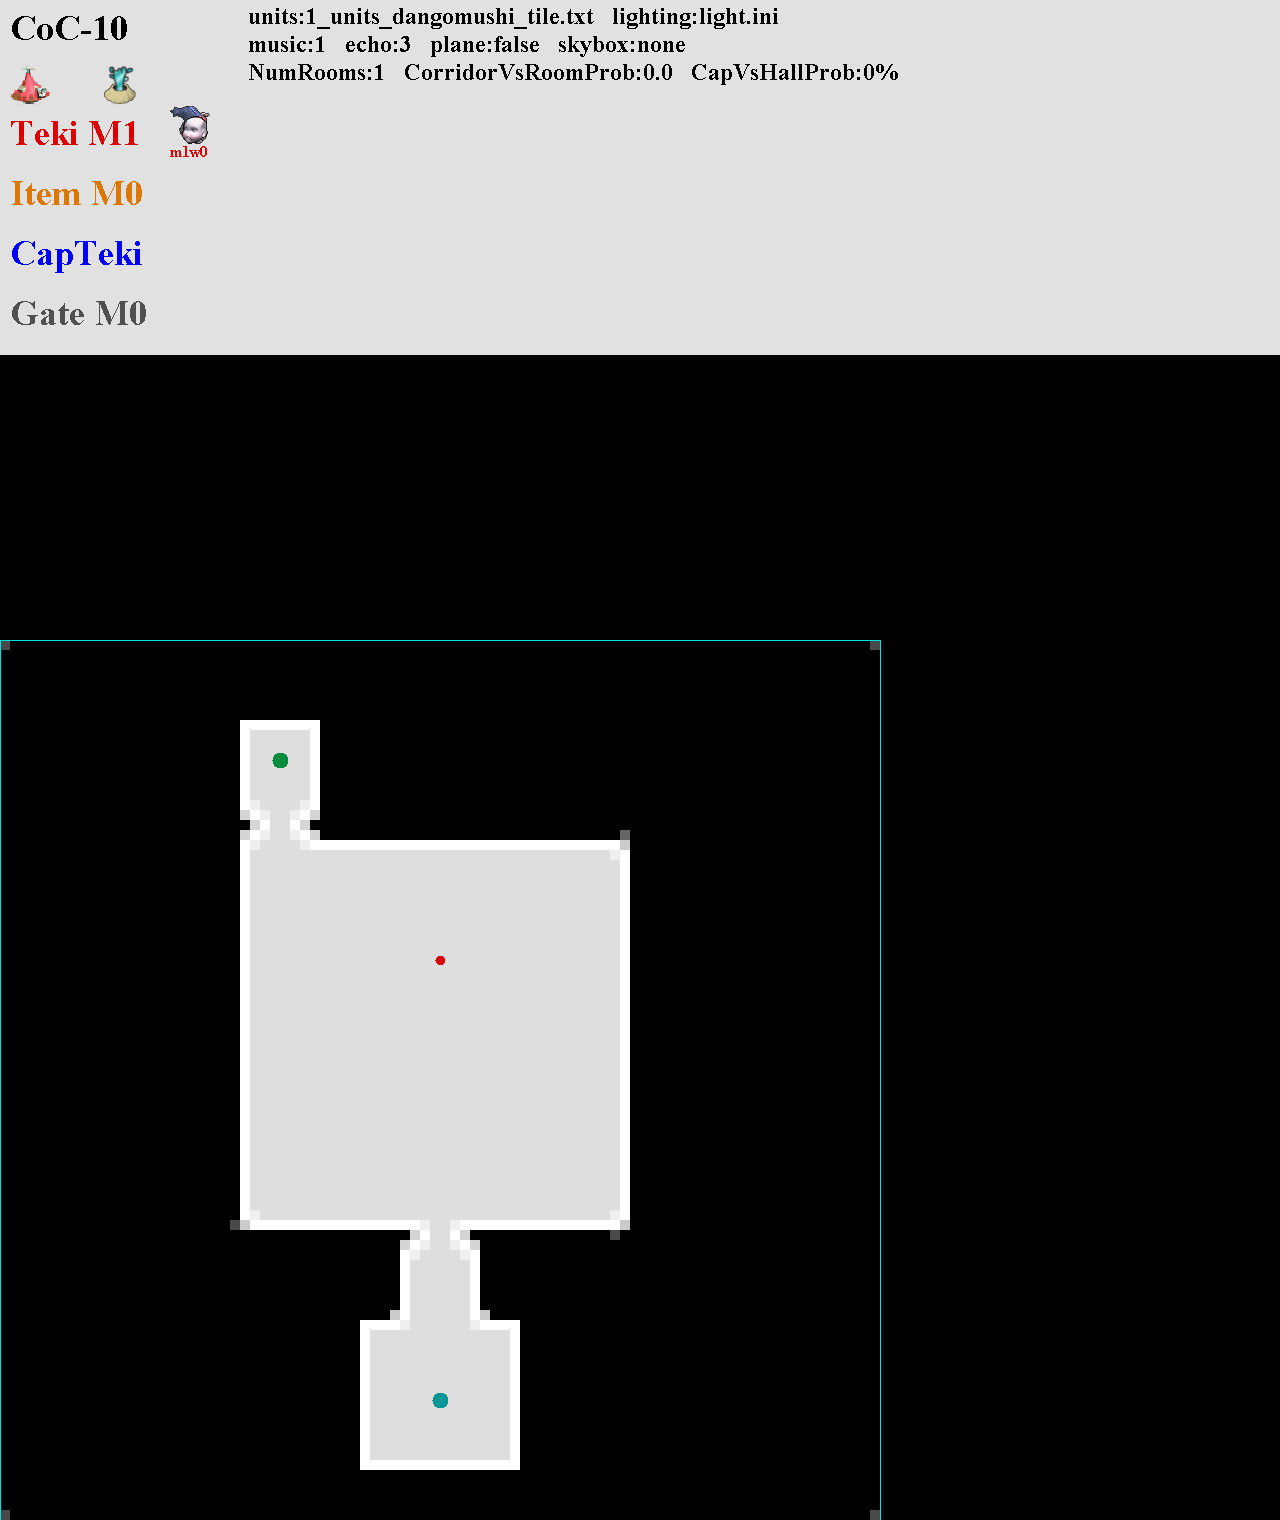 CoC-10
units:1_units_dangomushi_tile.txt lighting:light.ini
music:1 echo:3 plane:false skybox:none
NumRooms:1 CorridorVsRoomProb:0.0 CapVsHallProb:0%
Teki M1
m1w0
Item M0
CapTeki
Gate M0